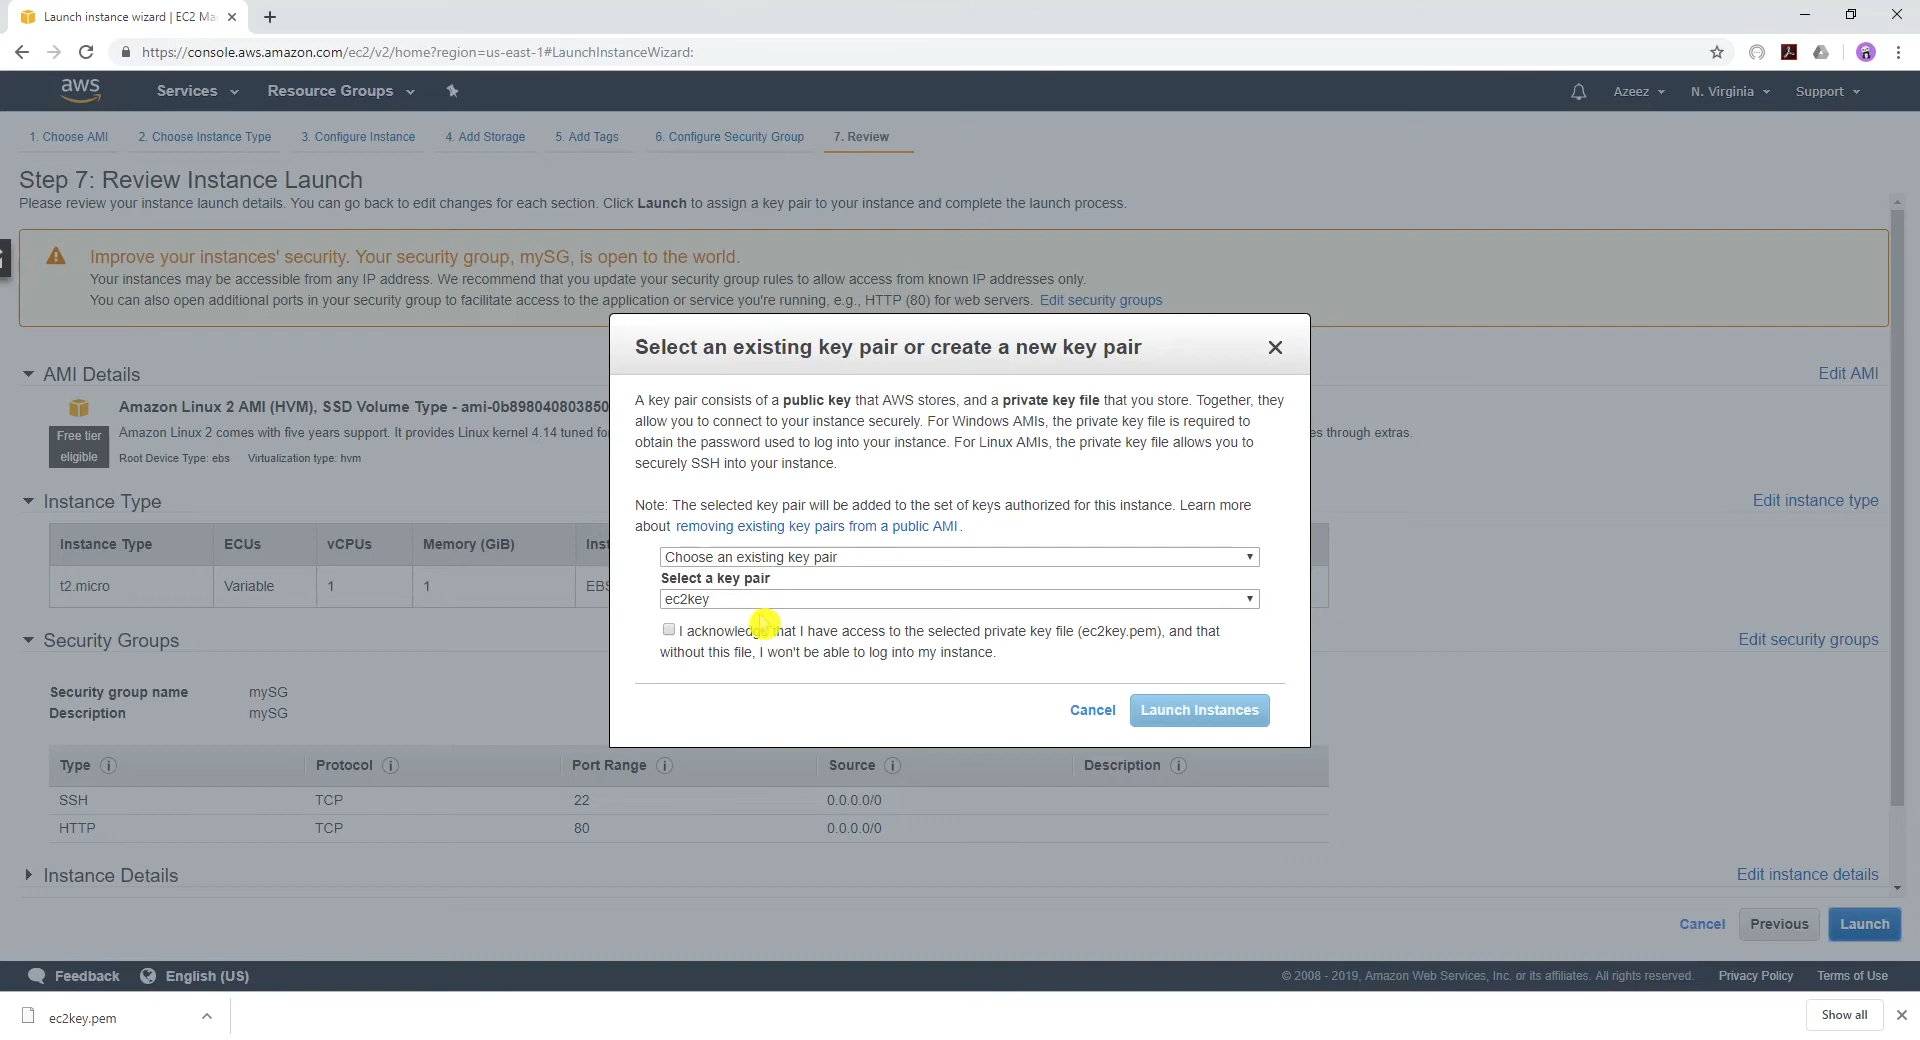 Launch instance wizard | EC2 Ma
https://console.aws.amazon.com/ec2/v2/home?region=us-east-1#LaunchInstanceWizard:
aws
Services
Resource Groups
Azeez
N. Virginia
Support
1. Choose AMI
2. Choose Instance Type
3. Configure Instance
4. Add Storage
5. Add Tags
6. Configure Security Group
7. Review
Step 7: Review Instance Launch
Please review your instance launch details. You can go back to edit changes for each section. Click Launch to assign a key pair to your instance and complete the launch process.
Improve your instances' security. Your security group, mySG, is open to the world.
Your instances may be accessible from any IP address. We recommend that you update your security group rules to allow access from known IP addresses only.
You can also open additional ports in your security group to facilitate access to the application or service you're running, e.g., HTTP (80) for web servers. Edit security groups
AMI Details
Edit AMI
Amazon Linux 2 AMI (HVM), SSD Volume Type - ami-0b898040803850
Free tier
eligible
Amazon Linux 2 comes with five years support. It provides Linux kernel 4.14 tuned fo
es through extras.
Root Device Type: ebs Virtualization type: hvm
Instance Type
Edit instance type
Instance Type ECUs vCPUs Memory (GiB) Inst
t2.micro Variable 1 1 EBS
Security Groups
Edit security groups
Security group name mySG
Description mySG
Type Protocol Port Range Source Description
SSH TCP 22 0.0.0.0/0
HTTP TCP 80 0.0.0.0/0
Instance Details
Edit instance details
Select an existing key pair or create a new key pair
A key pair consists of a public key that AWS stores, and a private key file that you store. Together, they
allow you to connect to your instance securely. For Windows AMIs, the private key file is required to
obtain the password used to log into your instance. For Linux AMIs, the private key file allows you to
securely SSH into your instance.
Note: The selected key pair will be added to the set of keys authorized for this instance. Learn more
about removing existing key pairs from a public AMI .
Choose an existing key pair
Select a key pair
ec2key
I acknowledge that I have access to the selected private key file (ec2key.pem), and that
without this file, I won't be able to log into my instance.
Cancel
Launch Instances
Cancel
Previous
Launch
Feedback
English (US)
© 2008 - 2019, Amazon Web Services, Inc. or its affiliates. All rights reserved.
Privacy Policy
Terms of Use
ec2key.pem
Show all